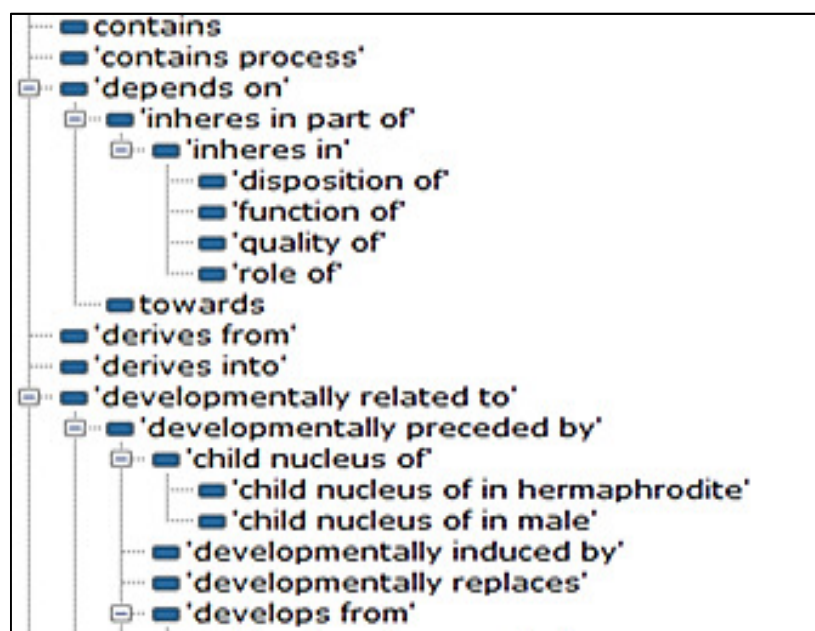 contains
'contains process'
'depends on'
'inheres in part of'
'inheres in'
'disposition of'
'function of'
'quality of'
'role of'
towards
'derives from'
'derives into'
'developmentally related to'
'developmentally preceded by'
'child nucleus of'
'child nucleus of in hermaphrodite'
'child nucleus of in male'
'developmentally induced by'
'developmentally replaces'
'develops from'